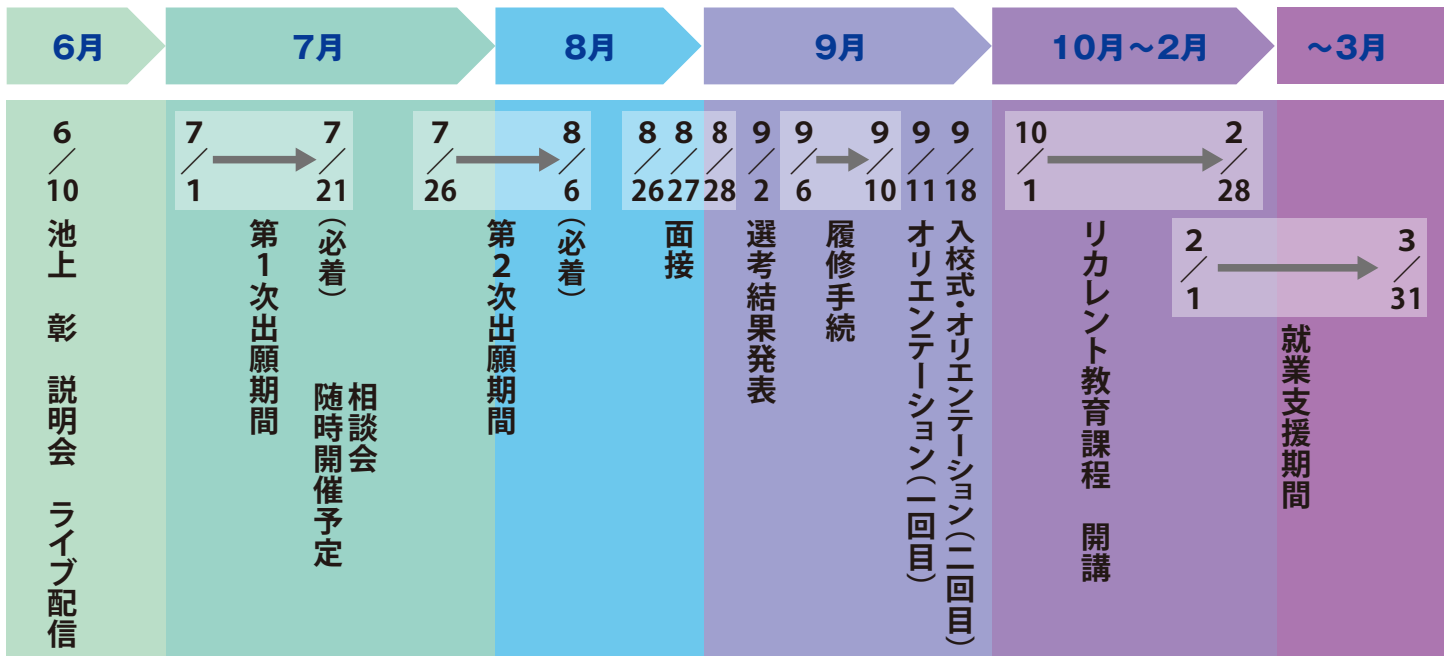 6月
7月
8月
9月
10月～2月
～3月
6/10
池上 彰 説明会 ライブ配信
7/1
7/21
(必着)
第1次出願期間
相談会
随時開催予定
7/26
8/6
(必着)
第2次出願期間
8/26
8/27
8/28
面接
9/2
選考結果発表
9/6
9/10
履修手続
9/11
オリエンテーション(一回目)
9/18
入校式・オリエンテーション(二回目)
10/1
2/28
リカレント教育課程 開講
2/1
3/31
就業支援期間